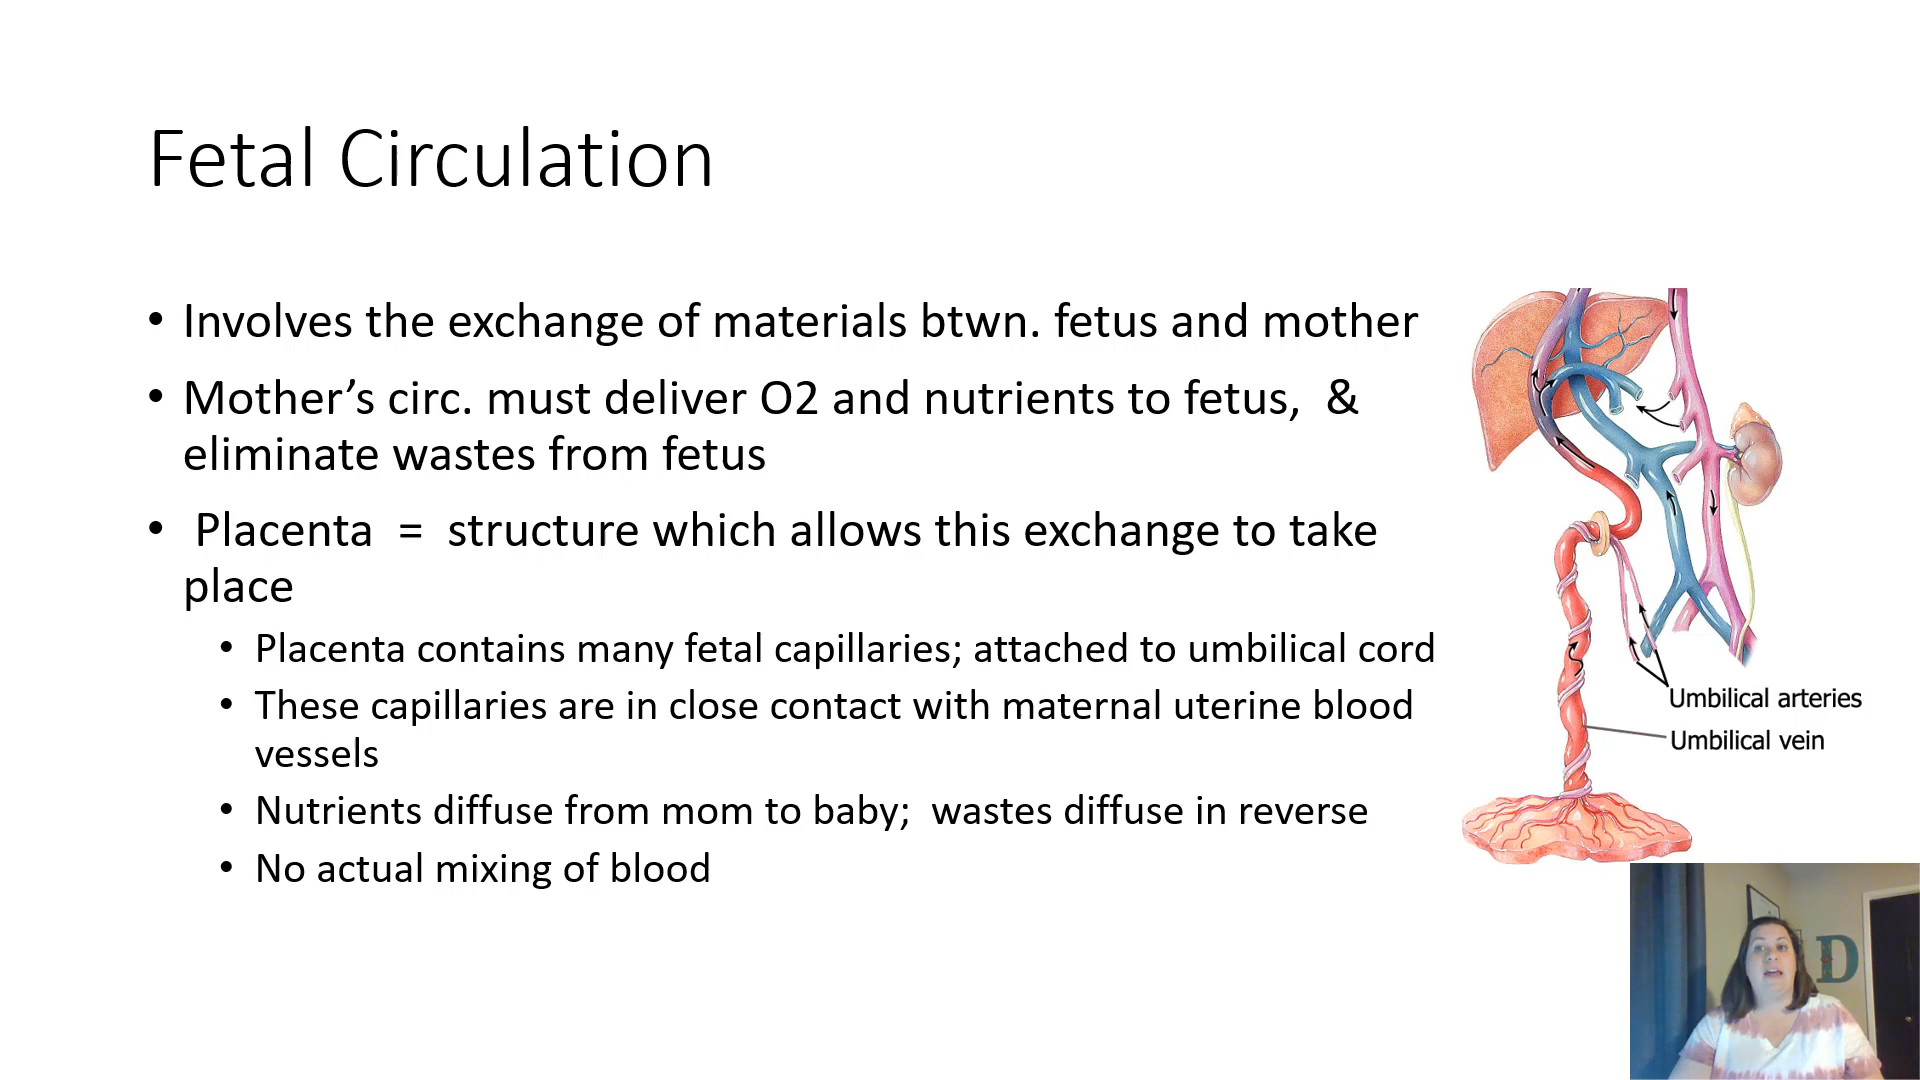 Fetal Circulation
• Involves the exchange of materials btwn. fetus and mother
• Mother’s circ. must deliver O2 and nutrients to fetus,  &
eliminate wastes from fetus
•  Placenta  =  structure which allows this exchange to take
place
• Placenta contains many fetal capillaries; attached to umbilical cord
• These capillaries are in close contact with maternal uterine blood
vessels
• Nutrients diffuse from mom to baby;  wastes diffuse in reverse
• No actual mixing of blood
Umbilical arteries
Umbilical vein
D